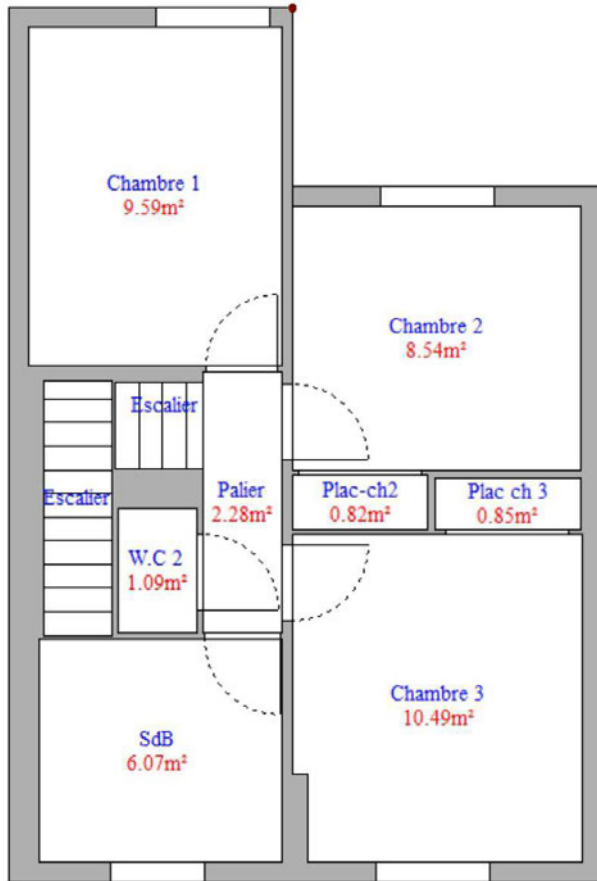 Chambre 1
9.59m²
Chambre 2
8.54m²
Escalier
Escalier
Palier
2.28m²
Plac-ch2
0.82m²
Plac ch 3
0.85m²
W.C 2
1.09m²
Chambre 3
10.49m²
SdB
6.07m²